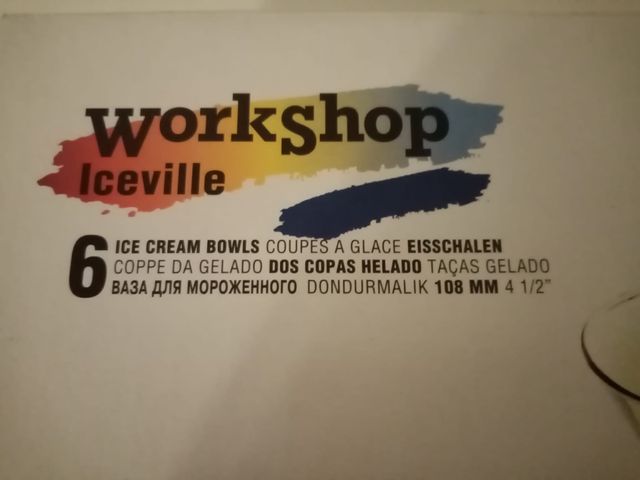 workshop
Iceville
6 ICE CREAM BOWLS COUPES A GLACE EISSCHALEN
COPPE DA GELADO DOS COPAS HELADO TAÇAS GELADO
ВАЗА ДЛЯ МОРОЖЕННОГО DONDURMALIK 108 MM 4 1/2”